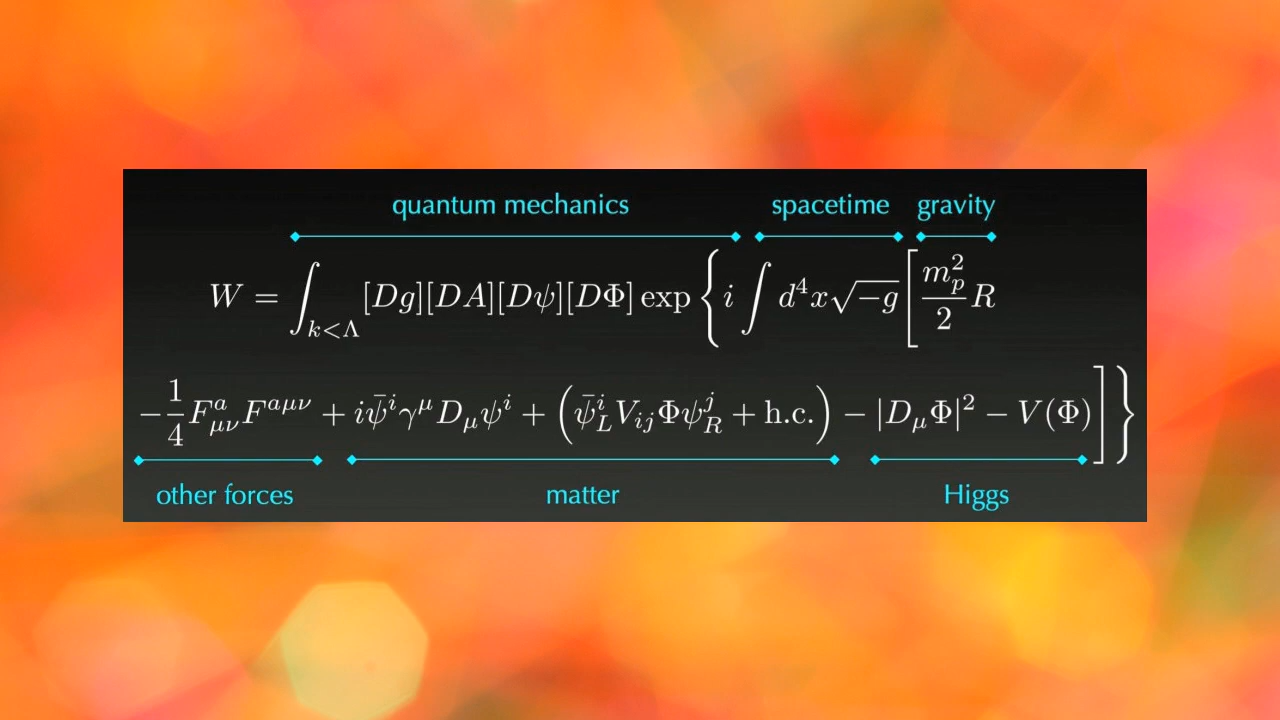 quantum mechanics spacetime gravity
W = ∫_{k<Λ} [Dg][DA][Dψ][DΦ] exp { i ∫ d⁴x √−g [ m_p²/2 R
− 1/4 F^a_{μν} F^{aμν} + i ψ̄^i γ^μ D_μ ψ^i + ( ψ̄^i_L V_{ij} Φ ψ^j_R + h.c. ) − |D_μ Φ|² − V(Φ) ] }
other forces matter Higgs